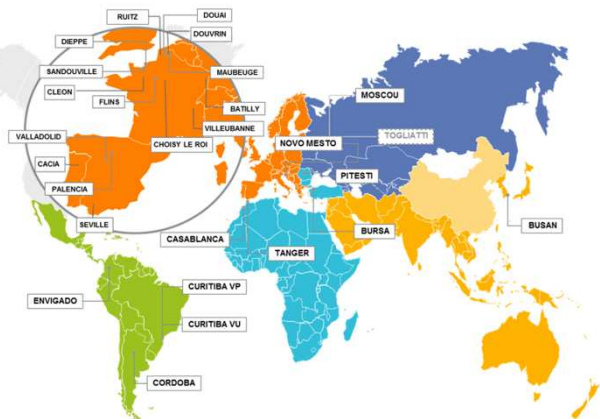 RUITZ
DOUAI
DIEPPE
DOUVRIN
SANDOUVILLE
MAUBEUGE
CLEON
FLINS
BATILLY
VILLEUBANNE
CHOISY LE ROI
VALLADOLID
CACIA
PALENCIA
SEVILLE
MOSCOU
TOGLIATTI
NOVO MESTO
PITESTI
BURSA
BUSAN
CASABLANCA
TANGER
ENVIGADO
CURITIBA VP
CURITIBA VU
CORDOBA